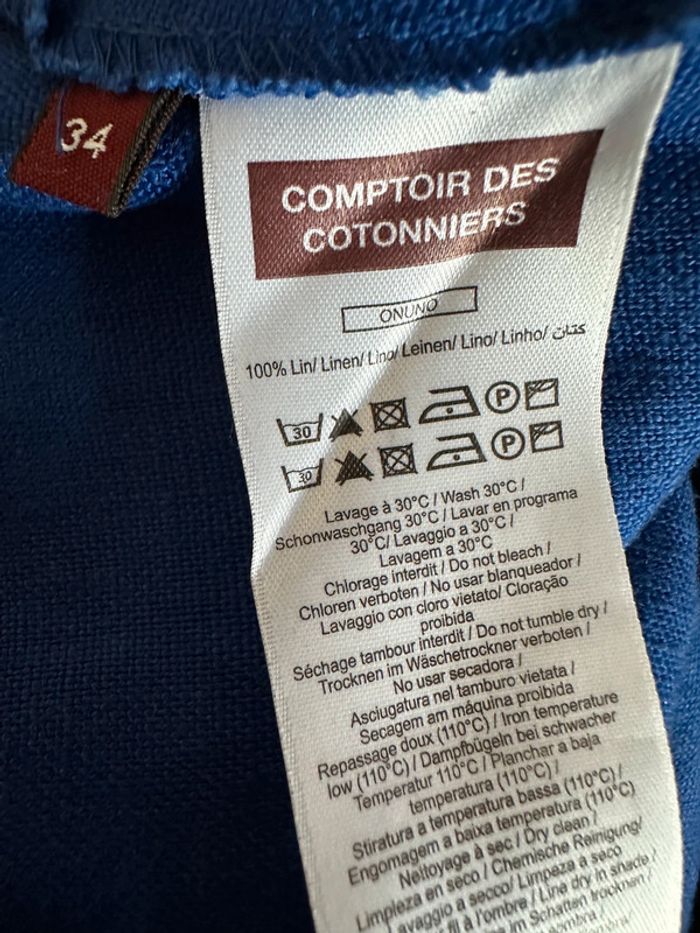 34
COMPTOIR DES
COTONNIERS
ONUNO
100% Lin/ Linen/ Lino/ Leinen/ Lino/ Linho/ كتان
30 P
30 P
Lavage à 30°C / Wash 30°C /
Schonwaschgang 30°C / Lavar en programa
30°C/ Lavaggio a 30°C /
Lavagem a 30°C
Chlorage interdit / Do not bleach /
Chloren verboten / No usar blanqueador /
Lavaggio con cloro vietato/ Cloração
proibida
Séchage tambour interdit / Do not tumble dry /
Trocknen im Wäschetrockner verboten /
No usar secadora /
Asciugatura nel tamburo vietata /
Secagem am máquina proibida
Repassage doux (110°C) / Iron temperature
low (110°C) / Dampfbügeln bei schwacher
Temperatur 110°C / Planchar a baja
temperatura (110°C) /
Stiratura a temperatura bassa (110°C) /
Engomagem a baixa temperatura (110°C)
Nettoyage à sec / Dry clean /
Limpieza en seco / Chemische Reinigung/
Lavaggio a secco/ Limpeza a seco
fil à l'ombre / Line dry in shade /
im Schatten trocknen /